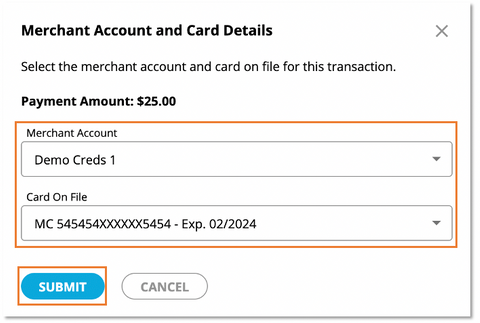 Merchant Account and Card Details
Select the merchant account and card on file for this transaction.
Payment Amount: $25.00
Merchant Account
Demo Creds 1
Card On File
MC 545454XXXXXX5454 - Exp. 02/2024
SUBMIT CANCEL